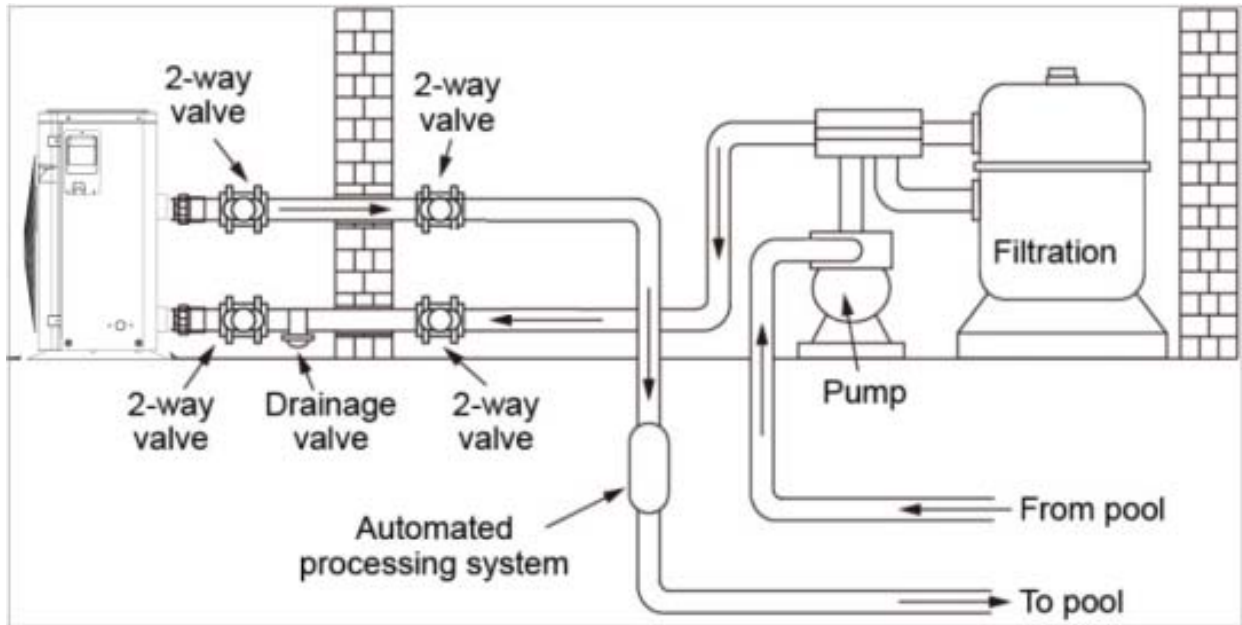 2-way
valve
2-way
valve
Filtration
2-way
valve
Drainage
valve
2-way
valve
Pump
Automated
processing system
From pool
To pool